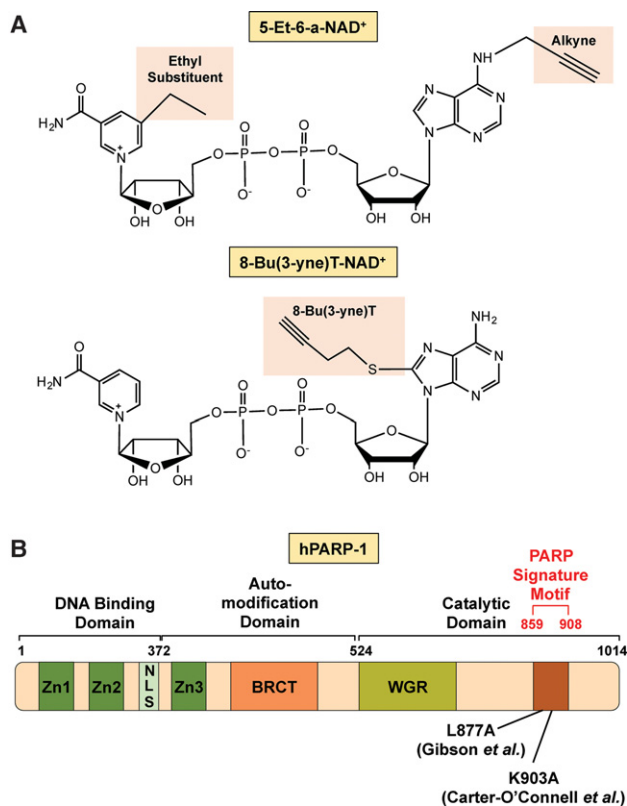 A
5-Et-6-a-NAD⁺
Ethyl
Substituent
Alkyne
O
H₂N
N
+
O
OH
OH
O
O
P
O⁻
O
O
P
O⁻
O
O
OH
OH
NH
N
N
N
N
8-Bu(3-yne)T-NAD⁺
8-Bu(3-yne)T
O
H₂N
N
+
O
OH
OH
O
O
P
O⁻
O
O
P
O⁻
O
O
OH
OH
S
NH₂
N
N
N
N
B
hPARP-1
PARP
Signature
Motif
859 908
DNA Binding
Domain
Auto-
modification
Domain
Catalytic
Domain
1 372 524 1014
Zn1 Zn2 NLS Zn3 BRCT WGR
L877A
(Gibson et al.)
K903A
(Carter-O'Connell et al.)